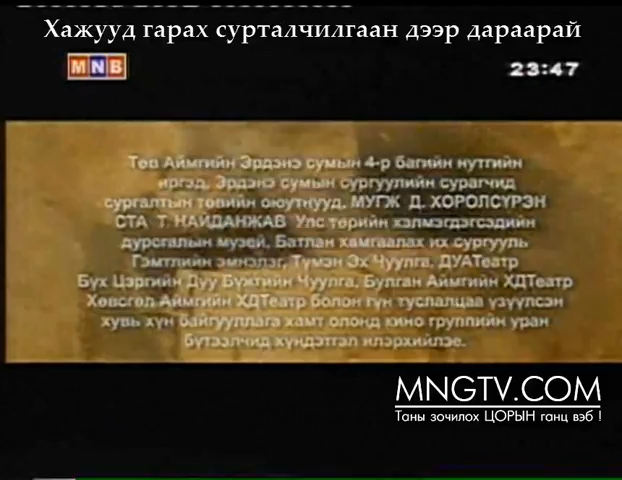 Хажууд гарах сурталчилгаан дээр дараарай
MNB
23:47
Төв Аймгийн Эрдэнэ сумын 4-р багийн нутгийн
иргэд, Эрдэнэ сумын сургуулийн сурагчид
сургалтын төвийн оюутнууд, МУГЖ Д. ХОРОЛСҮРЭН
СТА Т. НАЙДАНЖАВ Улс төрийн хэлмэгдэгсэдийн
дурсгалын музей, Батлан хамгаалах их сургууль
Гэмтлийн эмнэлэг, Түмэн Эх Чуулга, ДУАТеатр
Бүх Цэргийн Дуу Бүжгийн Чуулга, Булган Аймгийн ХДТеатр
Хөвсгөл Аймгийн ХДТеатр болон гүн туслалцаа үзүүлсэн
хувь хүн байгууллага хамт олонд кино группийн уран
бүтээлчид хүндэтгэл илэрхийлэе.
MNGTV.COM
Таны зочилох ЦОРЫН ганц вэб !